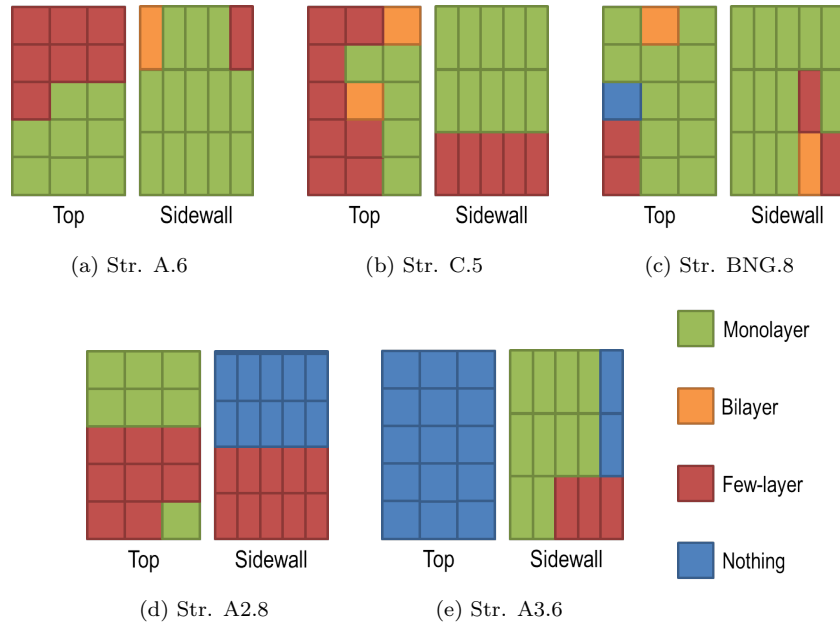 Top
Sidewall
Top
Sidewall
Top
Sidewall
(a) Str. A.6
(b) Str. C.5
(c) Str. BNG.8
Monolayer
Bilayer
Few-layer
Nothing
Top
Sidewall
Top
Sidewall
(d) Str. A2.8
(e) Str. A3.6